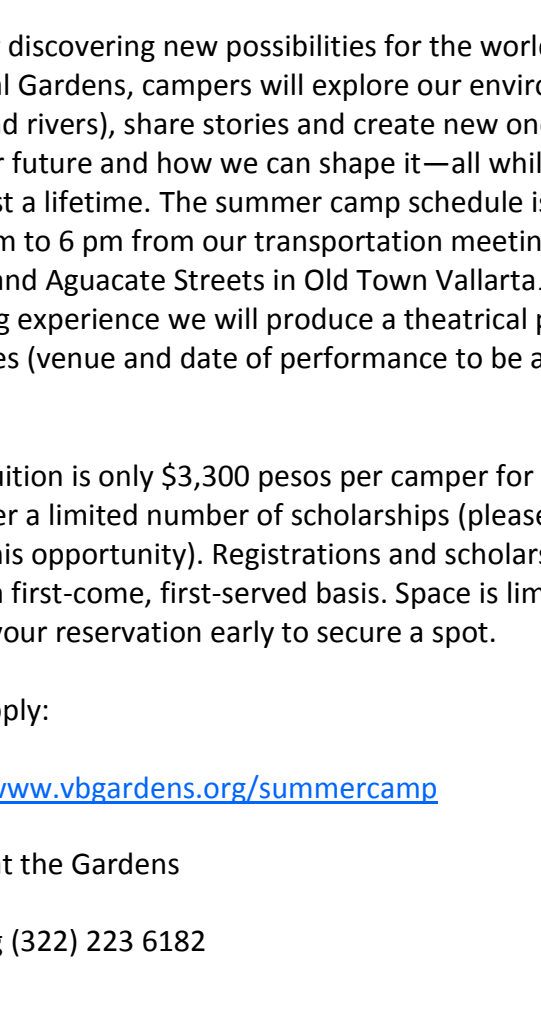 discovering new possibilities for the worl
l Gardens, campers will explore our enviro
d rivers), share stories and create new on
r future and how we can shape it—all whil
st a lifetime. The summer camp schedule is
m to 6 pm from our transportation meetin
and Aguacate Streets in Old Town Vallarta.
g experience we will produce a theatrical p
es (venue and date of performance to be a
uition is only $3,300 pesos per camper for
er a limited number of scholarships (please
his opportunity). Registrations and scholars
first-come, first-served basis. Space is lim
your reservation early to secure a spot.
pply:
www.vbgardens.org/summercamp
at the Gardens
g (322) 223 6182